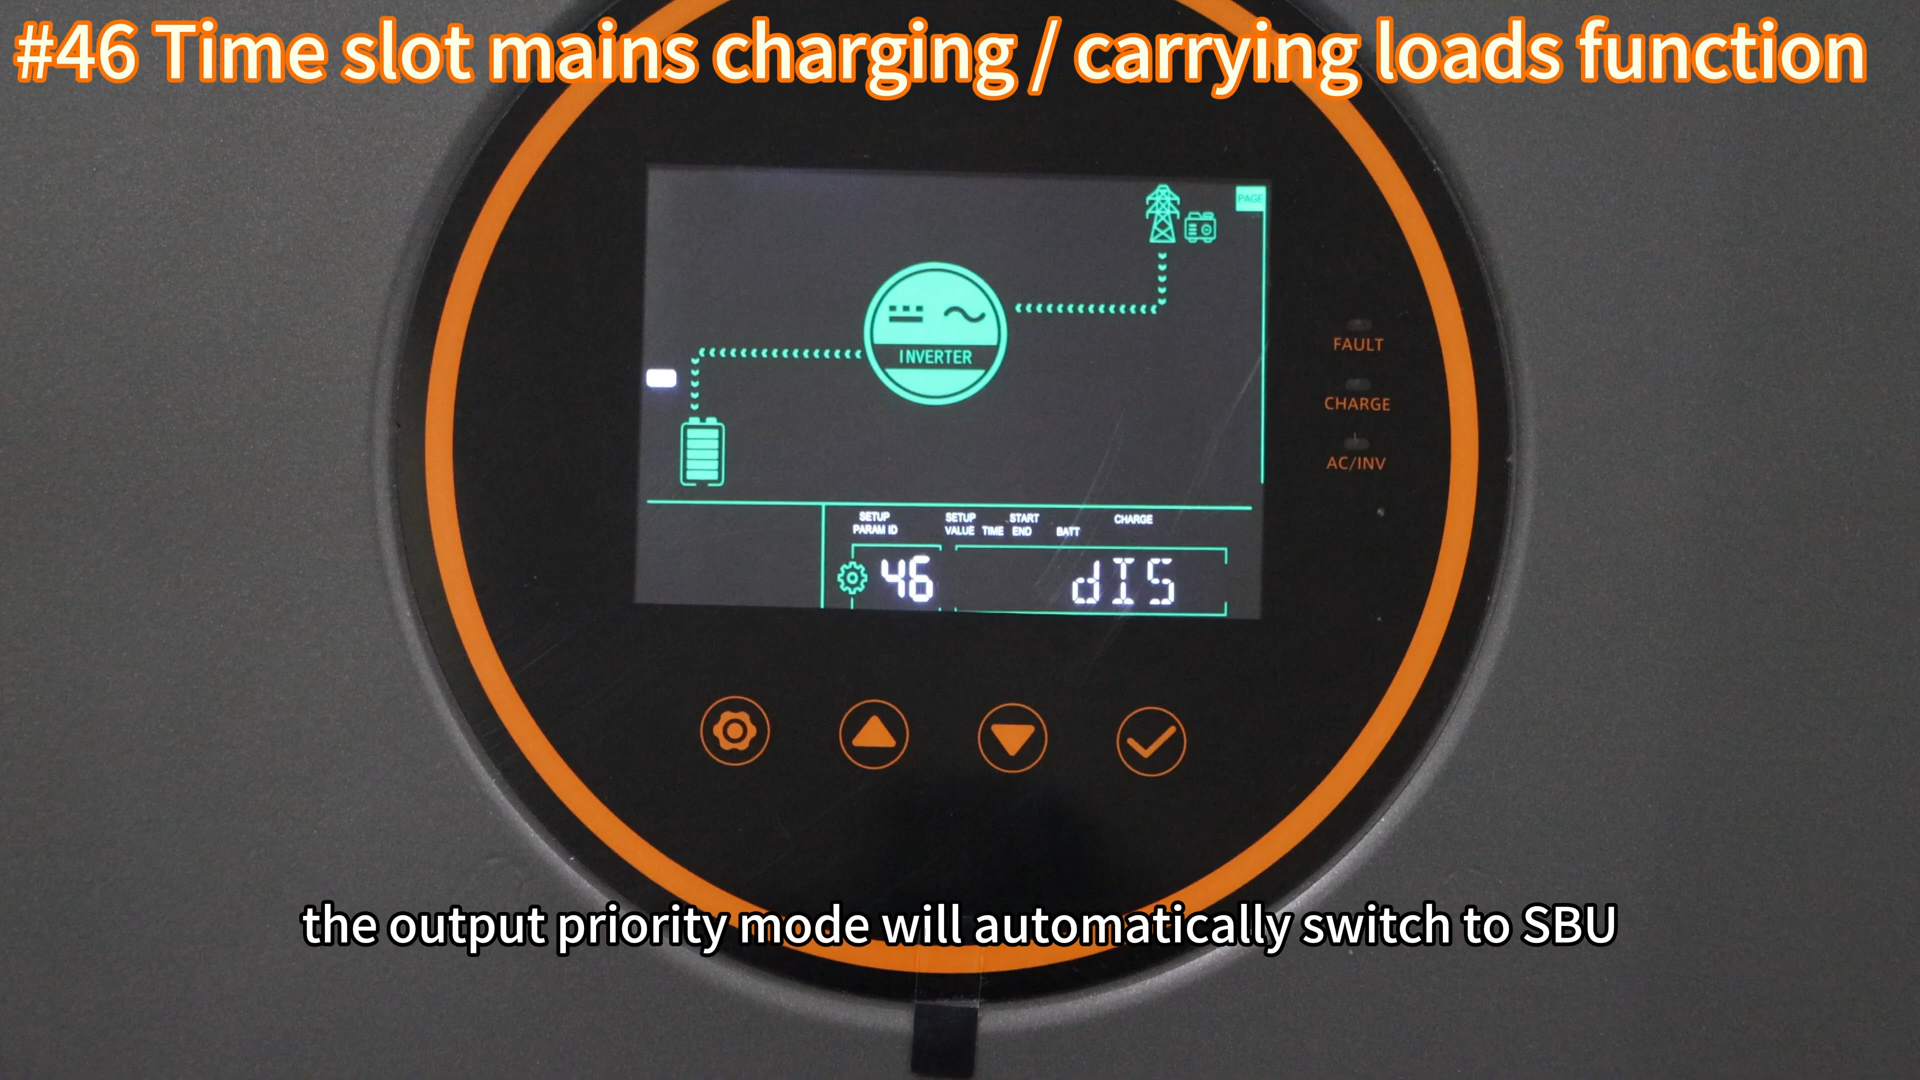 #46 Time slot mains charging / carrying loads function
PAGE
INVERTER
FAULT
CHARGE
AC/INV
SETUP PARAM ID
SETUP VALUE
TIME
START END
BATT
CHARGE
46
dIS
the output priority mode will automatically switch to SBU